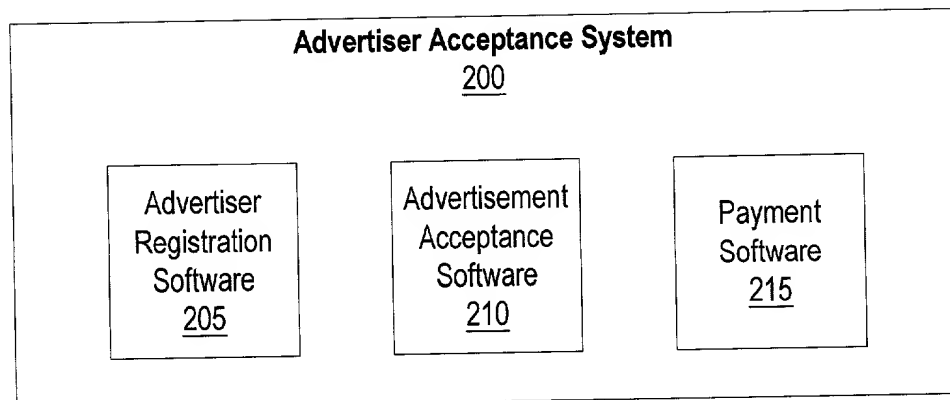 Advertiser Acceptance System
200
Advertiser
Registration
Software
205
Advertisement
Acceptance
Software
210
Payment
Software
215